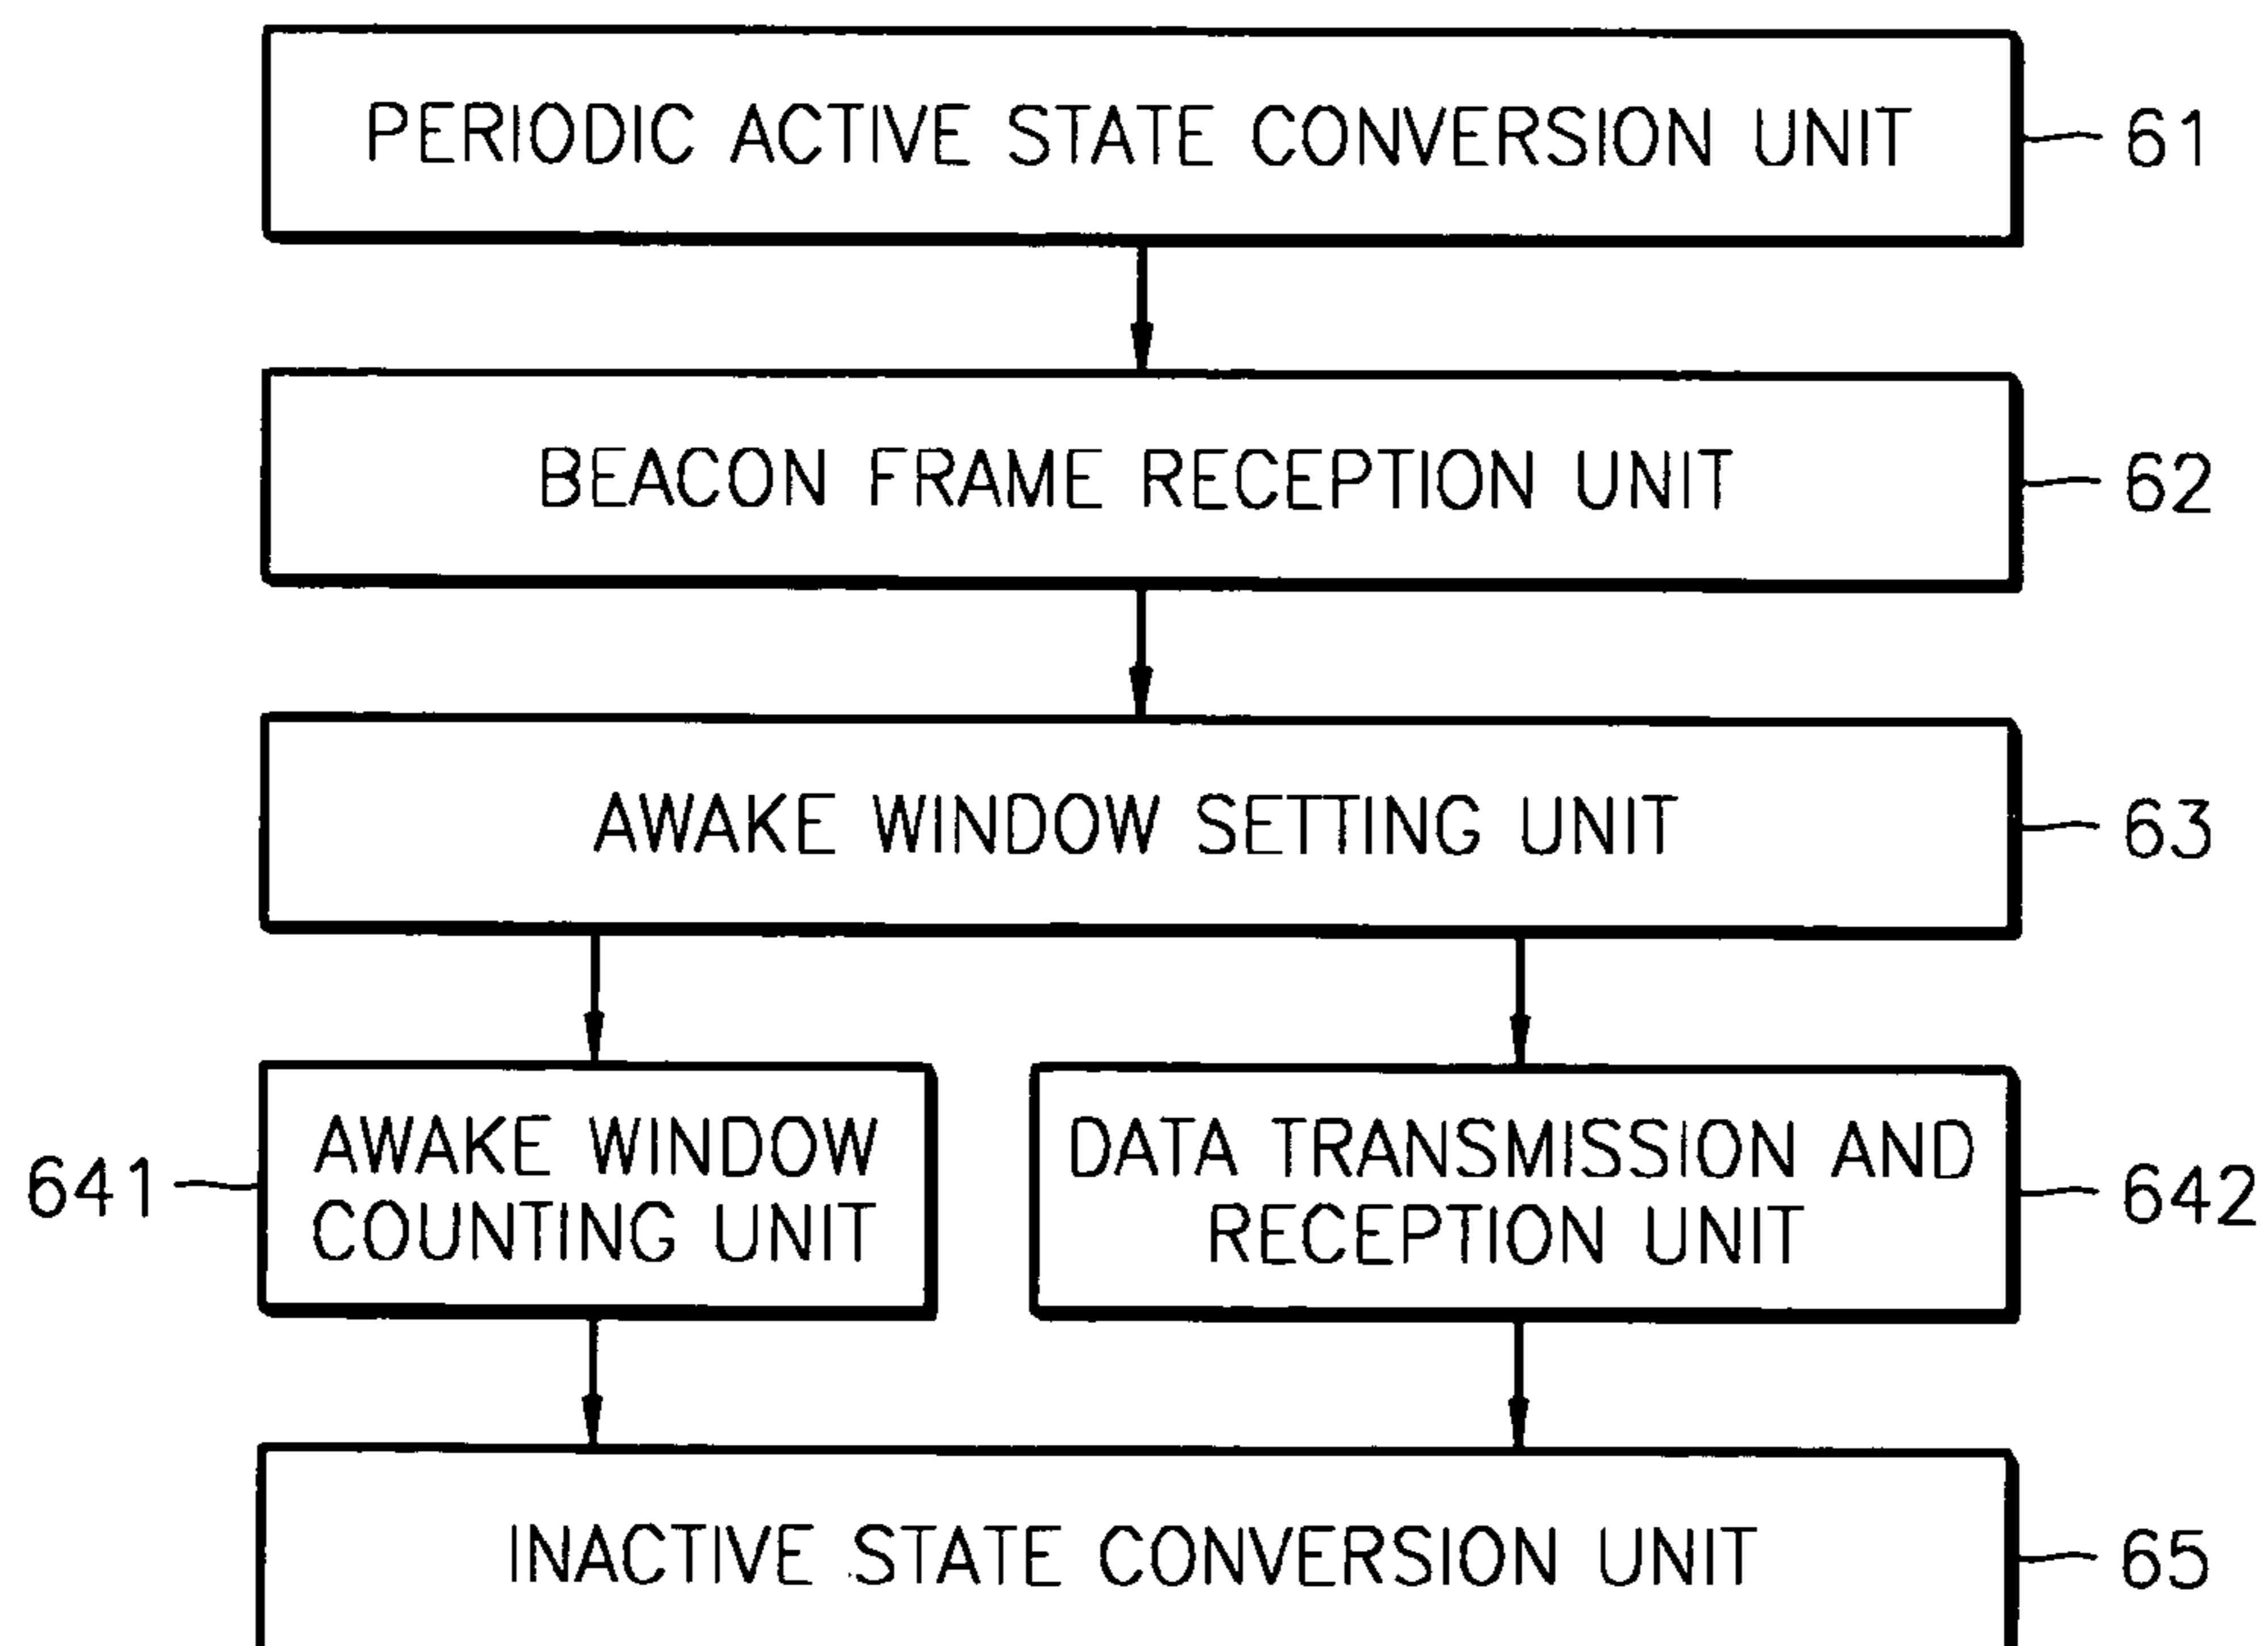 PERIODIC ACTIVE STATE CONVERSION UNIT
61
BEACON FRAME RECEPTION UNIT
62
AWAKE WINDOW SETTING UNIT
63
641
AWAKE WINDOW
COUNTING UNIT
DATA TRANSMISSION AND
RECEPTION UNIT
642
INACTIVE STATE CONVERSION UNIT
65